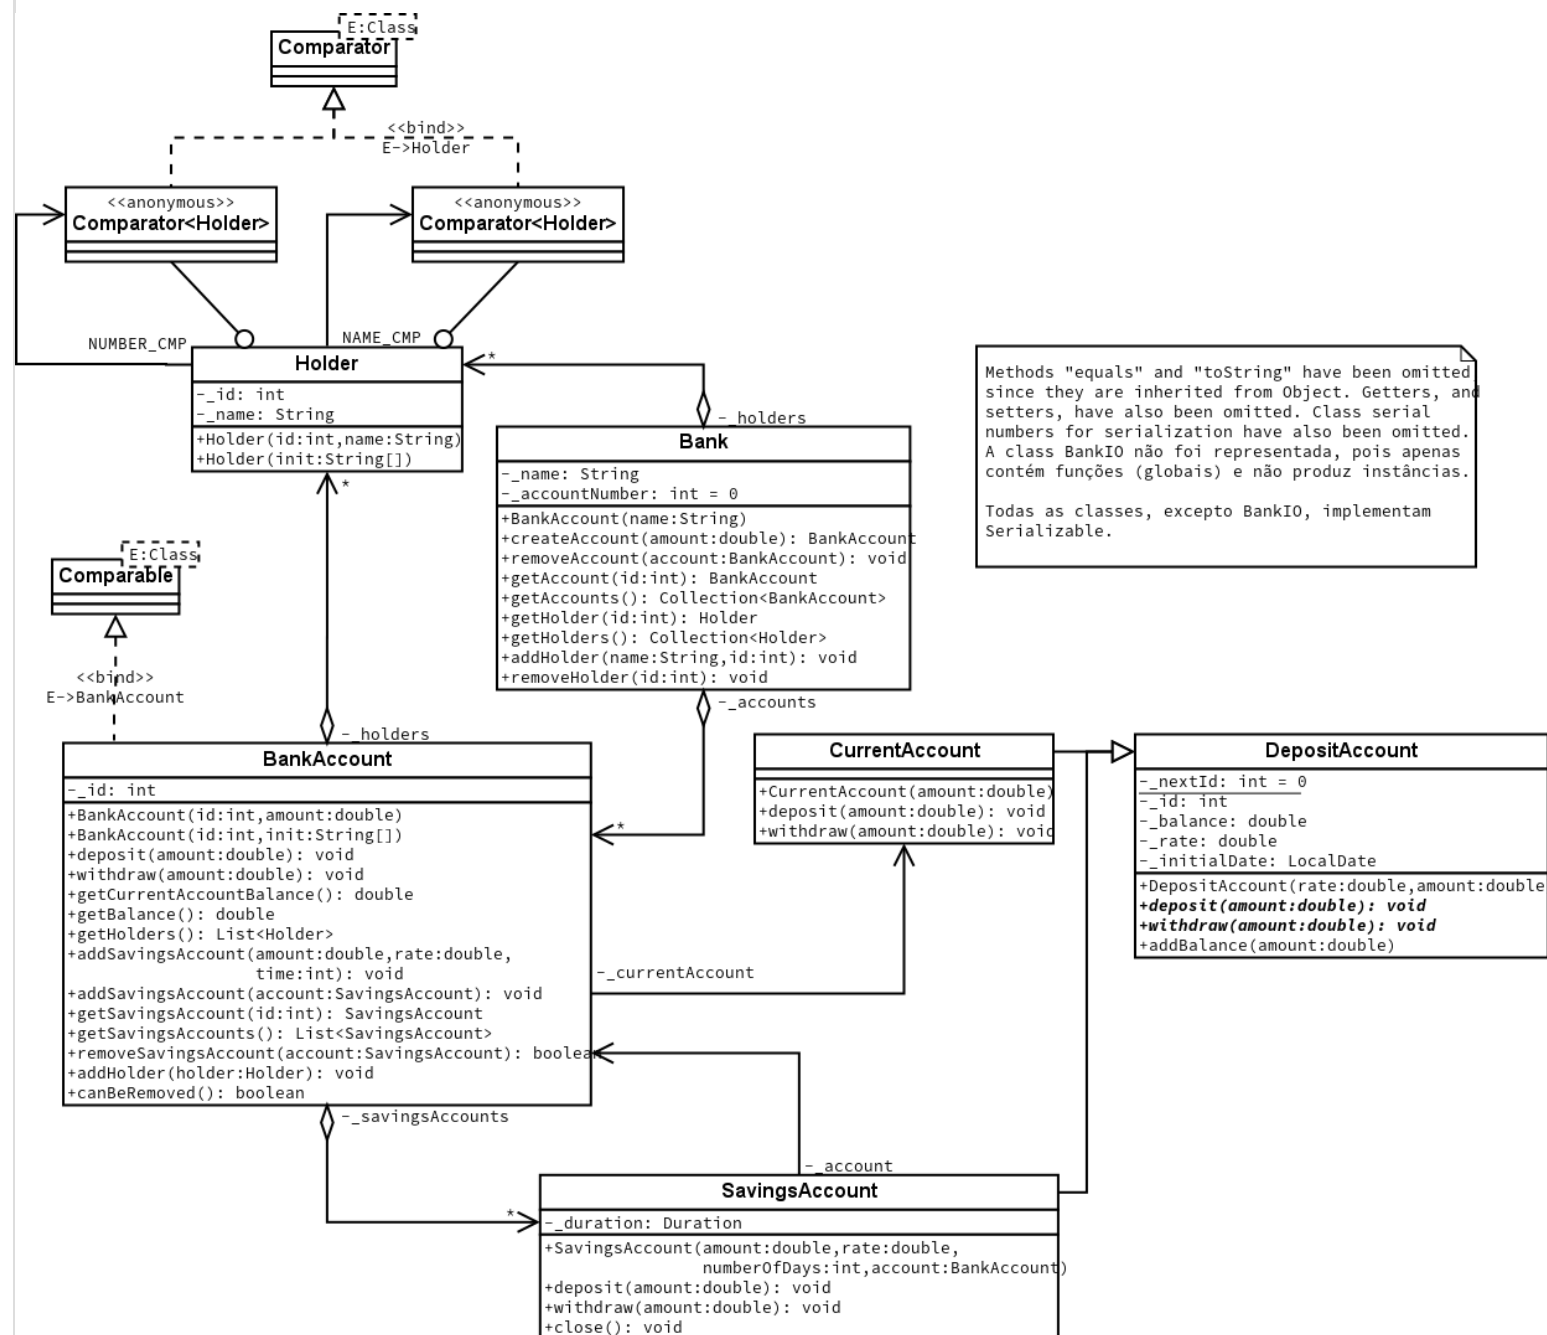 E:Class
Comparator
<<bind>>
E->Holder
<<anonymous>>
Comparator<Holder>
<<anonymous>>
Comparator<Holder>
NUMBER_CMP
NAME_CMP
Holder
-_id: int
-_name: String
+Holder(id:int,name:String)
+Holder(init:String[])
*
*
-_holders
Bank
-_name: String
-_accountNumber: int = 0
+BankAccount(name:String)
+createAccount(amount:double): BankAccount
+removeAccount(account:BankAccount): void
+getAccount(id:int): BankAccount
+getAccounts(): Collection<BankAccount>
+getHolder(id:int): Holder
+getHolders(): Collection<Holder>
+addHolder(name:String,id:int): void
+removeHolder(id:int): void
Methods "equals" and "toString" have been omitted
since they are inherited from Object. Getters, and
setters, have also been omitted. Class serial
numbers for serialization have also been omitted.
A class BankIO não foi representada, pois apenas
contém funções (globais) e não produz instâncias.
Todas as classes, excepto BankIO, implementam
Serializable.
E:Class
Comparable
<<bind>>
E->BankAccount
-_holders
-_accounts
*
BankAccount
-_id: int
+BankAccount(id:int,amount:double)
+BankAccount(id:int,init:String[])
+deposit(amount:double): void
+withdraw(amount:double): void
+getCurrentAccountBalance(): double
+getBalance(): double
+getHolders(): List<Holder>
+addSavingsAccount(amount:double,rate:double,
time:int): void
+addSavingsAccount(account:SavingsAccount): void
+getSavingsAccount(id:int): SavingsAccount
+getSavingsAccounts(): List<SavingsAccount>
+removeSavingsAccount(account:SavingsAccount): boolean
+addHolder(holder:Holder): void
+canBeRemoved(): boolean
CurrentAccount
+CurrentAccount(amount:double)
+deposit(amount:double): void
+withdraw(amount:double): void
DepositAccount
-_nextId: int = 0
-_id: int
-_balance: double
-_rate: double
-_initialDate: LocalDate
+DepositAccount(rate:double,amount:double
+deposit(amount:double): void
+withdraw(amount:double): void
+addBalance(amount:double)
-_currentAccount
-_savingsAccounts
*
-_account
SavingsAccount
-_duration: Duration
+SavingsAccount(amount:double,rate:double,
numberOfDays:int,account:BankAccount)
+deposit(amount:double): void
+withdraw(amount:double): void
+close(): void